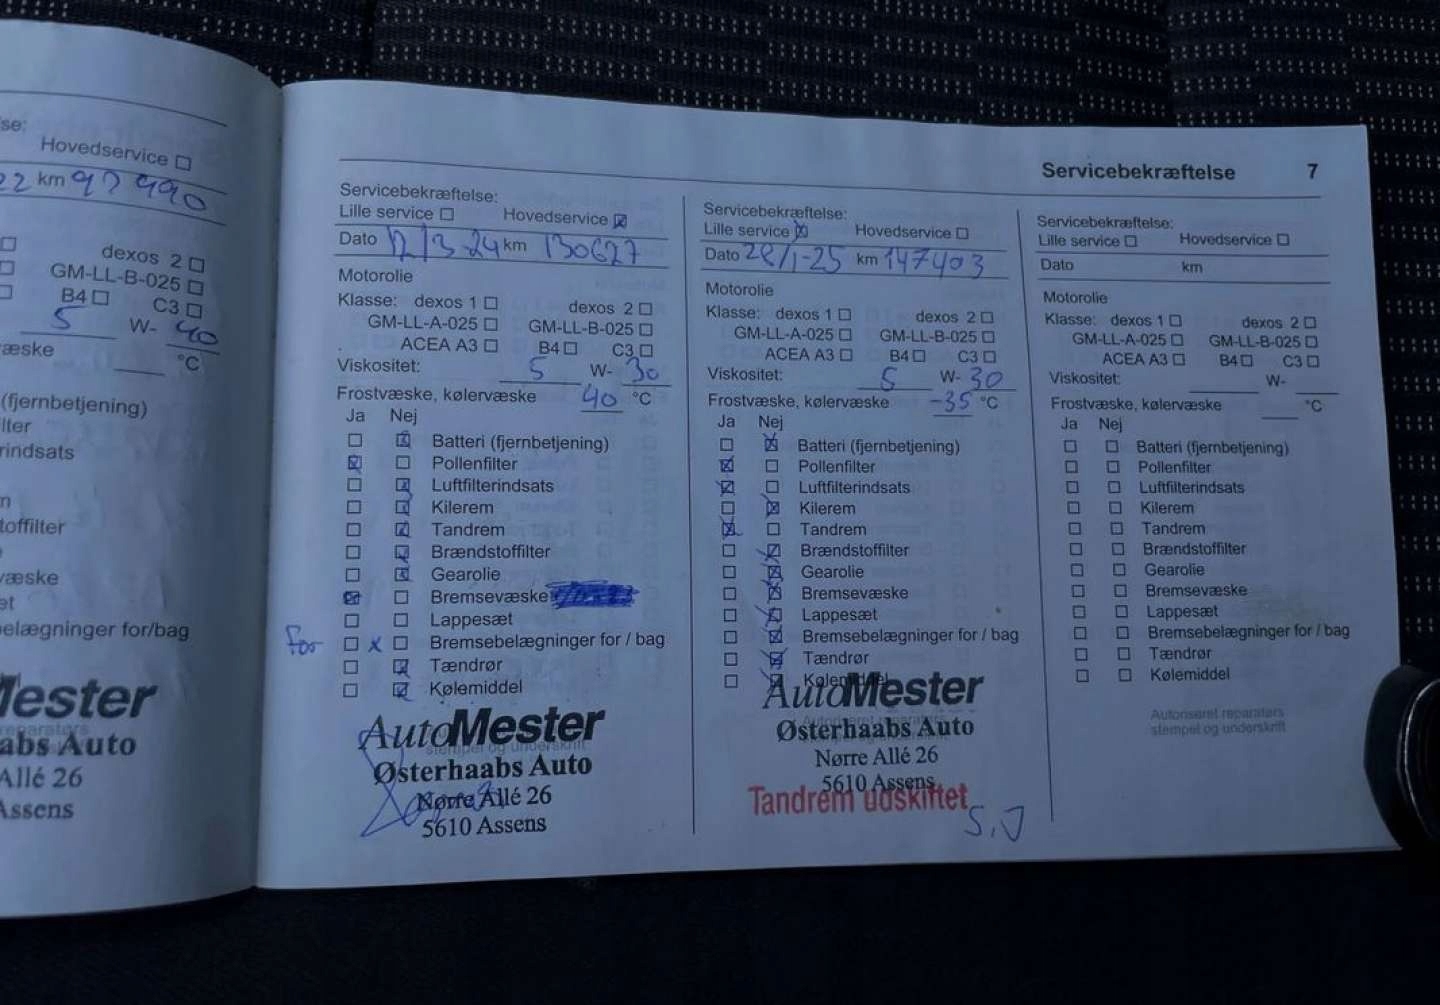 se:
Hovedservice
22 km 97990
dexos 2
GM-LL-B-025
B4 C3
5 W- 40
væske °C
(fjernbetjening)
lter
rindsats
n
toffilter
væske
et
elægninger for/bag
Mester
reparatørs
abs Auto
Allé 26
Assens
Servicebekræftelse 7
Servicebekræftelse:
Lille service Hovedservice
Dato 12/3-24 km 130627
Motorolie
Klasse: dexos 1 dexos 2
GM-LL-A-025 GM-LL-B-025
ACEA A3 B4 C3
Viskositet: 5 W- 30
Frostvæske, kølervæske 40 °C
Ja Nej
Batteri (fjernbetjening)
Pollenfilter
Luftfilterindsats
Kilerem
Tandrem
Brændstoffilter
Gearolie
Bremsevæske
Lappesæt
for x Bremsebelægninger for / bag
Tændrør
Kølemiddel
AutoMester
stempel og underskrift
Østerhaabs Auto
Nørre Allé 26
5610 Assens
Servicebekræftelse:
Lille service Hovedservice
Dato 28/1-25 km 147403
Motorolie
Klasse: dexos 1 dexos 2
GM-LL-A-025 GM-LL-B-025
ACEA A3 B4 C3
Viskositet: 5 W- 30
Frostvæske, kølervæske -35 °C
Ja Nej
Batteri (fjernbetjening)
Pollenfilter
Luftfilterindsats
Kilerem
Tandrem
Brændstoffilter
Gearolie
Bremsevæske
Lappesæt
Bremsebelægninger for / bag
Tændrør
Kølemiddel
AutoMester
Autoriseret reparatørs
Østerhaabs Auto
Nørre Allé 26
5610 Assens
Tandrem udskiftet
S.J
Servicebekræftelse:
Lille service Hovedservice
Dato km
Motorolie
Klasse: dexos 1 dexos 2
GM-LL-A-025 GM-LL-B-025
ACEA A3 B4 C3
Viskositet: W-
Frostvæske, kølervæske °C
Ja Nej
Batteri (fjernbetjening)
Pollenfilter
Luftfilterindsats
Kilerem
Tandrem
Brændstoffilter
Gearolie
Bremsevæske
Lappesæt
Bremsebelægninger for / bag
Tændrør
Kølemiddel
Autoriseret reparatørs
stempel og underskrift